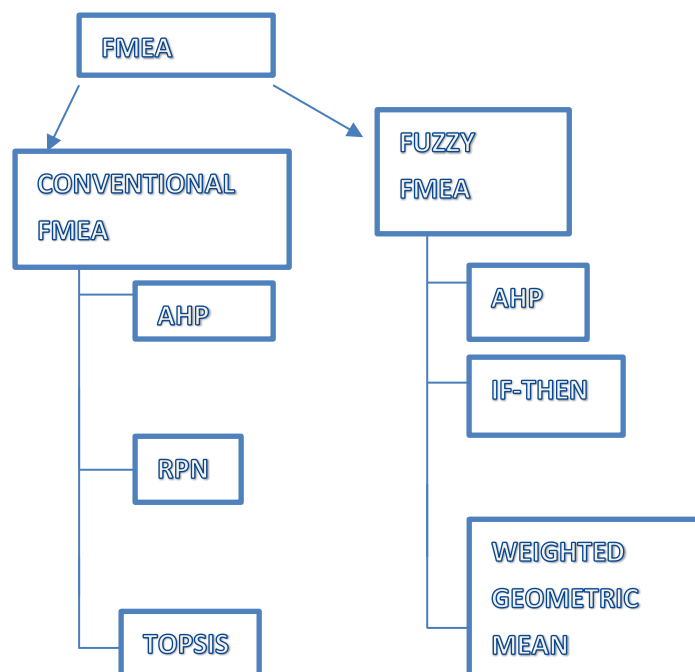 FMEA
CONVENTIONAL
FMEA
AHP
RPN
TOPSIS
FUZZY
FMEA
AHP
IF-THEN
WEIGHTED
GEOMETRIC
MEAN